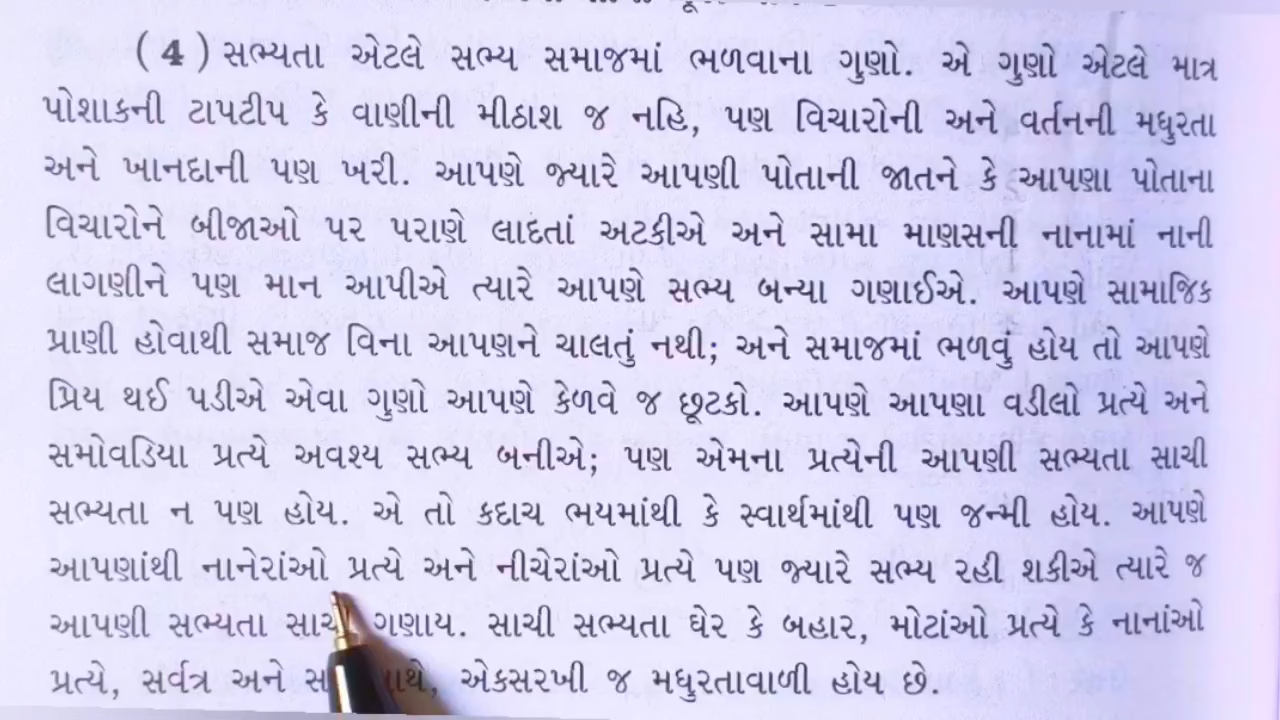 ( 4 ) સભ્યતા એટલે સભ્ય સમાજમાં ભળવાના ગુણો. એ ગુણો એટલે માત્ર
પોશાકની ટાપટીપ કે વાણીની મીઠાશ જ નહિ, પણ વિચારોની અને વર્તનની મધુરતા
અને ખાનદાની પણ ખરી. આપણે જ્યારે આપણી પોતાની જાતને કે આપણા પોતાના
વિચારોને બીજાઓ પર પરાણે લાદતાં અટકીએ અને સામા માણસની નાનામાં નાની
લાગણીને પણ માન આપીએ ત્યારે આપણે સભ્ય બન્યા ગણાઈએ. આપણે સામાજિક
પ્રાણી હોવાથી સમાજ વિના આપણને ચાલતું નથી; અને સમાજમાં ભળવું હોય તો આપણે
પ્રિય થઈ પડીએ એવા ગુણો આપણે કેળવે જ છૂટકો. આપણે આપણા વડીલો પ્રત્યે અને
સમોવડિયા પ્રત્યે અવશ્ય સભ્ય બનીએ; પણ એમના પ્રત્યેની આપણી સભ્યતા સાચી
સભ્યતા ન પણ હોય. એ તો કદાચ ભયમાંથી કે સ્વાર્થમાંથી પણ જન્મી હોય. આપણે
આપણાંથી નાનેરાંઓ પ્રત્યે અને નીચેરાંઓ પ્રત્યે પણ જ્યારે સભ્ય રહી શકીએ ત્યારે જ
આપણી સભ્યતા ગણાય. સાચી સભ્યતા ઘેર કે બહાર, મોટાંઓ પ્રત્યે કે નાનાંઓ
પ્રત્યે, સર્વત્ર અને એકસરખી જ મધુરતાવાળી હોય છે.